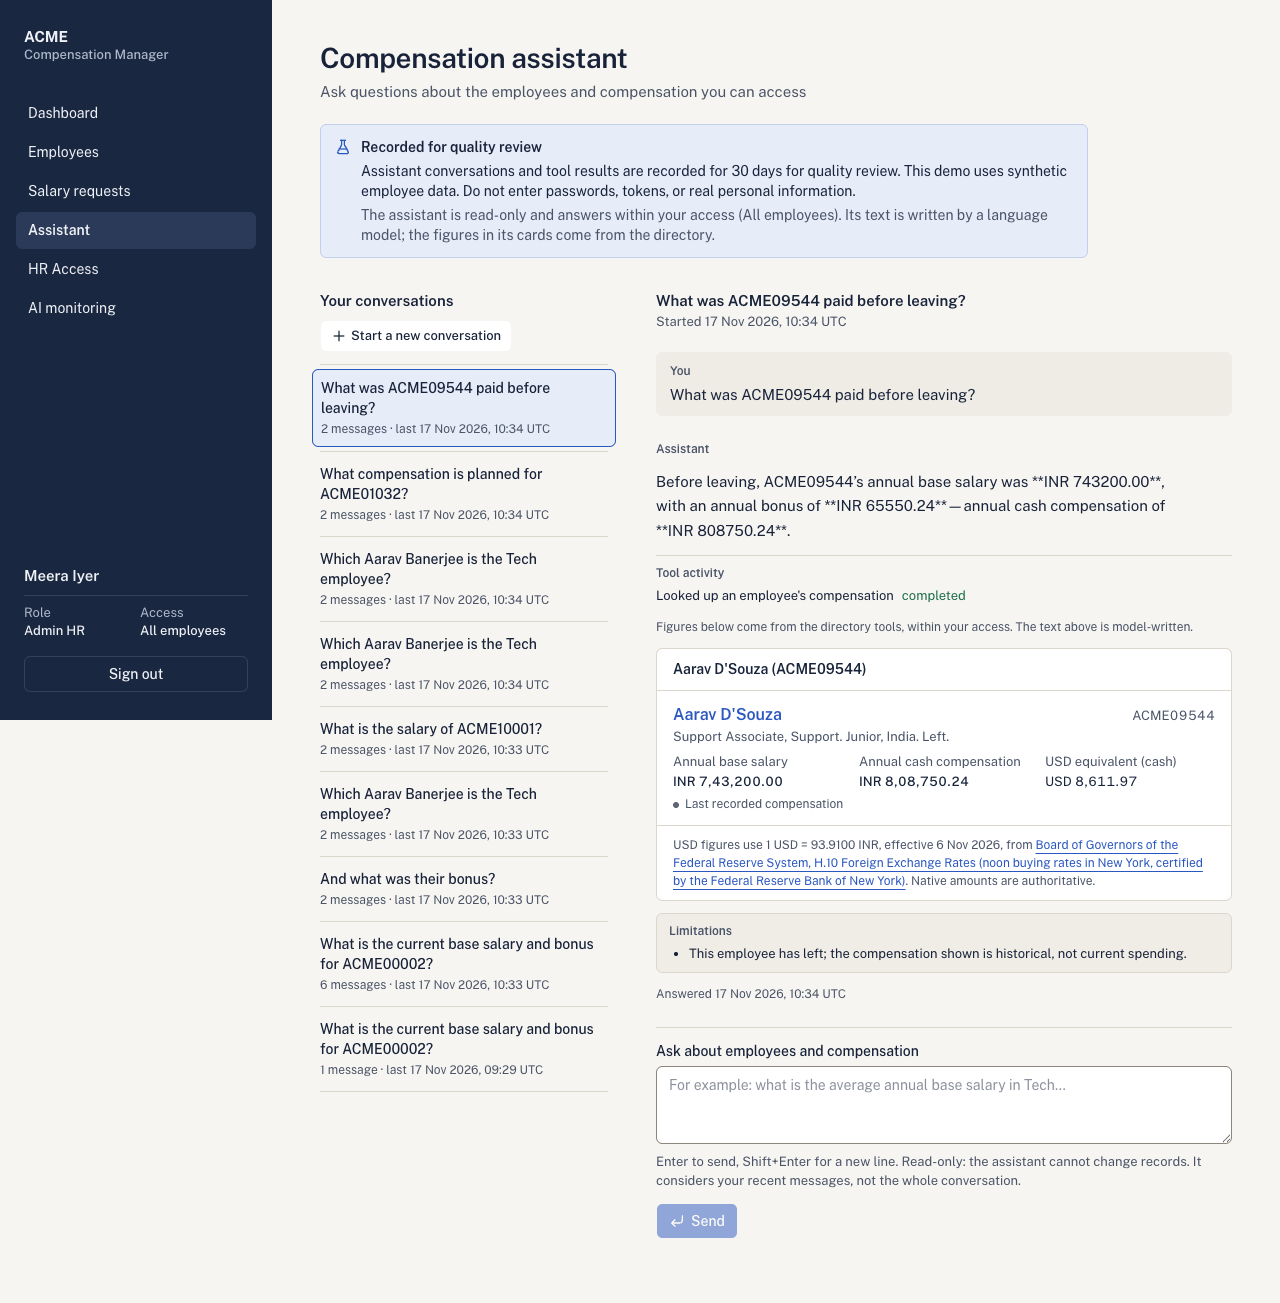 ACME
Compensation Manager
Dashboard
Employees
Salary requests
Assistant
HR Access
AI monitoring
Meera Iyer
Role
Access
Admin HR
All employees
Sign out
Compensation assistant
Ask questions about the employees and compensation you can access
Recorded for quality review
Assistant conversations and tool results are recorded for 30 days for quality review. This demo uses synthetic
employee data. Do not enter passwords, tokens, or real personal information.
The assistant is read-only and answers within your access (All employees). Its text is written by a language
model; the figures in its cards come from the directory.
Your conversations
Start a new conversation
What was ACME09544 paid before
leaving?
2 messages · last 17 Nov 2026, 10:34 UTC
What compensation is planned for
ACME01032?
2 messages · last 17 Nov 2026, 10:34 UTC
Which Aarav Banerjee is the Tech
employee?
2 messages · last 17 Nov 2026, 10:34 UTC
Which Aarav Banerjee is the Tech
employee?
2 messages · last 17 Nov 2026, 10:34 UTC
What is the salary of ACME10001?
2 messages · last 17 Nov 2026, 10:33 UTC
Which Aarav Banerjee is the Tech
employee?
2 messages · last 17 Nov 2026, 10:33 UTC
And what was their bonus?
2 messages · last 17 Nov 2026, 10:33 UTC
What is the current base salary and bonus
for ACME00002?
6 messages · last 17 Nov 2026, 10:33 UTC
What is the current base salary and bonus
for ACME00002?
1 message · last 17 Nov 2026, 09:29 UTC
What was ACME09544 paid before leaving?
Started 17 Nov 2026, 10:34 UTC
You
What was ACME09544 paid before leaving?
Assistant
Before leaving, ACME09544’s annual base salary was **INR 743200.00**,
with an annual bonus of **INR 65550.24**—annual cash compensation of
**INR 808750.24**.
Tool activity
Looked up an employee's compensation completed
Figures below come from the directory tools, within your access. The text above is model-written.
Aarav D'Souza (ACME09544)
Aarav D'Souza
ACME09544
Support Associate, Support. Junior, India. Left.
Annual base salary
Annual cash compensation
USD equivalent (cash)
INR 7,43,200.00
INR 8,08,750.24
USD 8,611.97
Last recorded compensation
USD figures use 1 USD = 93.9100 INR, effective 6 Nov 2026, from Board of Governors of the
Federal Reserve System, H.10 Foreign Exchange Rates (noon buying rates in New York, certified
by the Federal Reserve Bank of New York). Native amounts are authoritative.
Limitations
• This employee has left; the compensation shown is historical, not current spending.
Answered 17 Nov 2026, 10:34 UTC
Ask about employees and compensation
For example: what is the average annual base salary in Tech...
Enter to send, Shift+Enter for a new line. Read-only: the assistant cannot change records. It
considers your recent messages, not the whole conversation.
Send